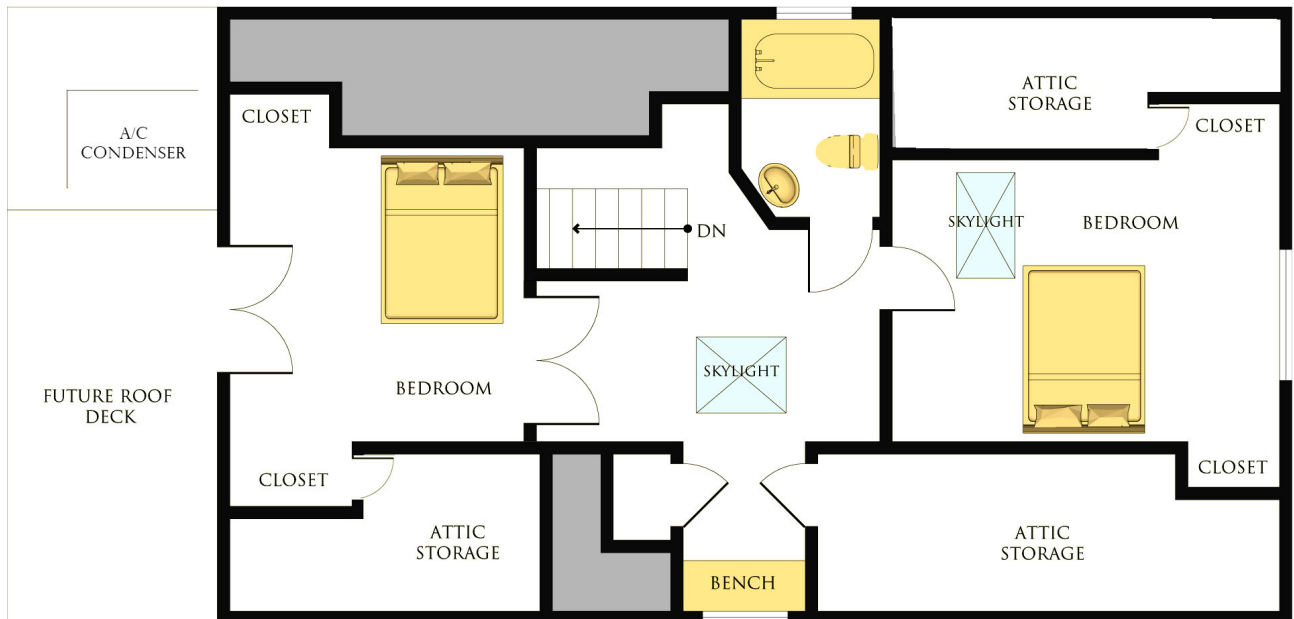 ATTIC
STORAGE
CLOSET
CLOSET
A/C
CONDENSER
SKYLIGHT
BEDROOM
DN
SKYLIGHT
BEDROOM
FUTURE ROOF
DECK
CLOSET
CLOSET
ATTIC
STORAGE
ATTIC
STORAGE
BENCH